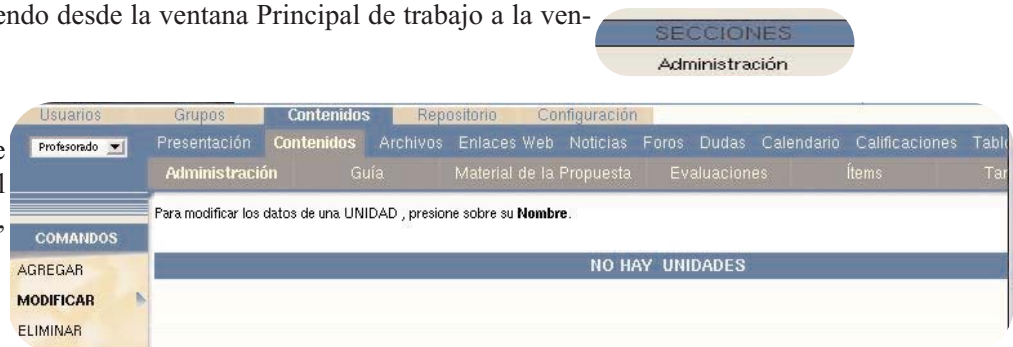 endo desde la ventana Principal de trabajo a la ven-
SECCIONES
Administración
Usuarios Grupos Contenidos Repositorio Configuración
e
Profesorado Presentación Contenidos Archivos Enlaces Web Noticias Foros Dudas Calendario Calificaciones Tabl
l
Administración Guía Material de la Propuesta Evaluaciones Ítems Tar
Para modificar los datos de una UNIDAD , presione sobre su Nombre.
,
COMANDOS
NO HAY UNIDADES
AGREGAR
MODIFICAR
ELIMINAR